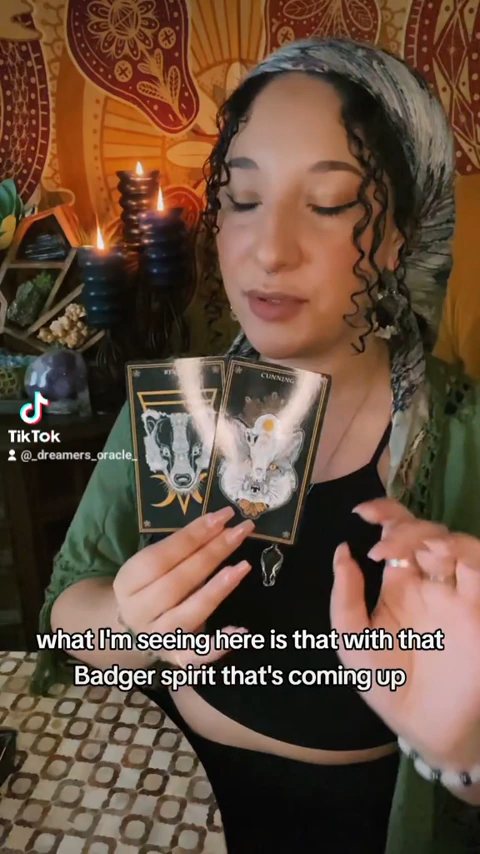 CUNNING
TikTok
@_dreamers_oracle_
what I'm seeing here is that with that
Badger spirit that's coming up